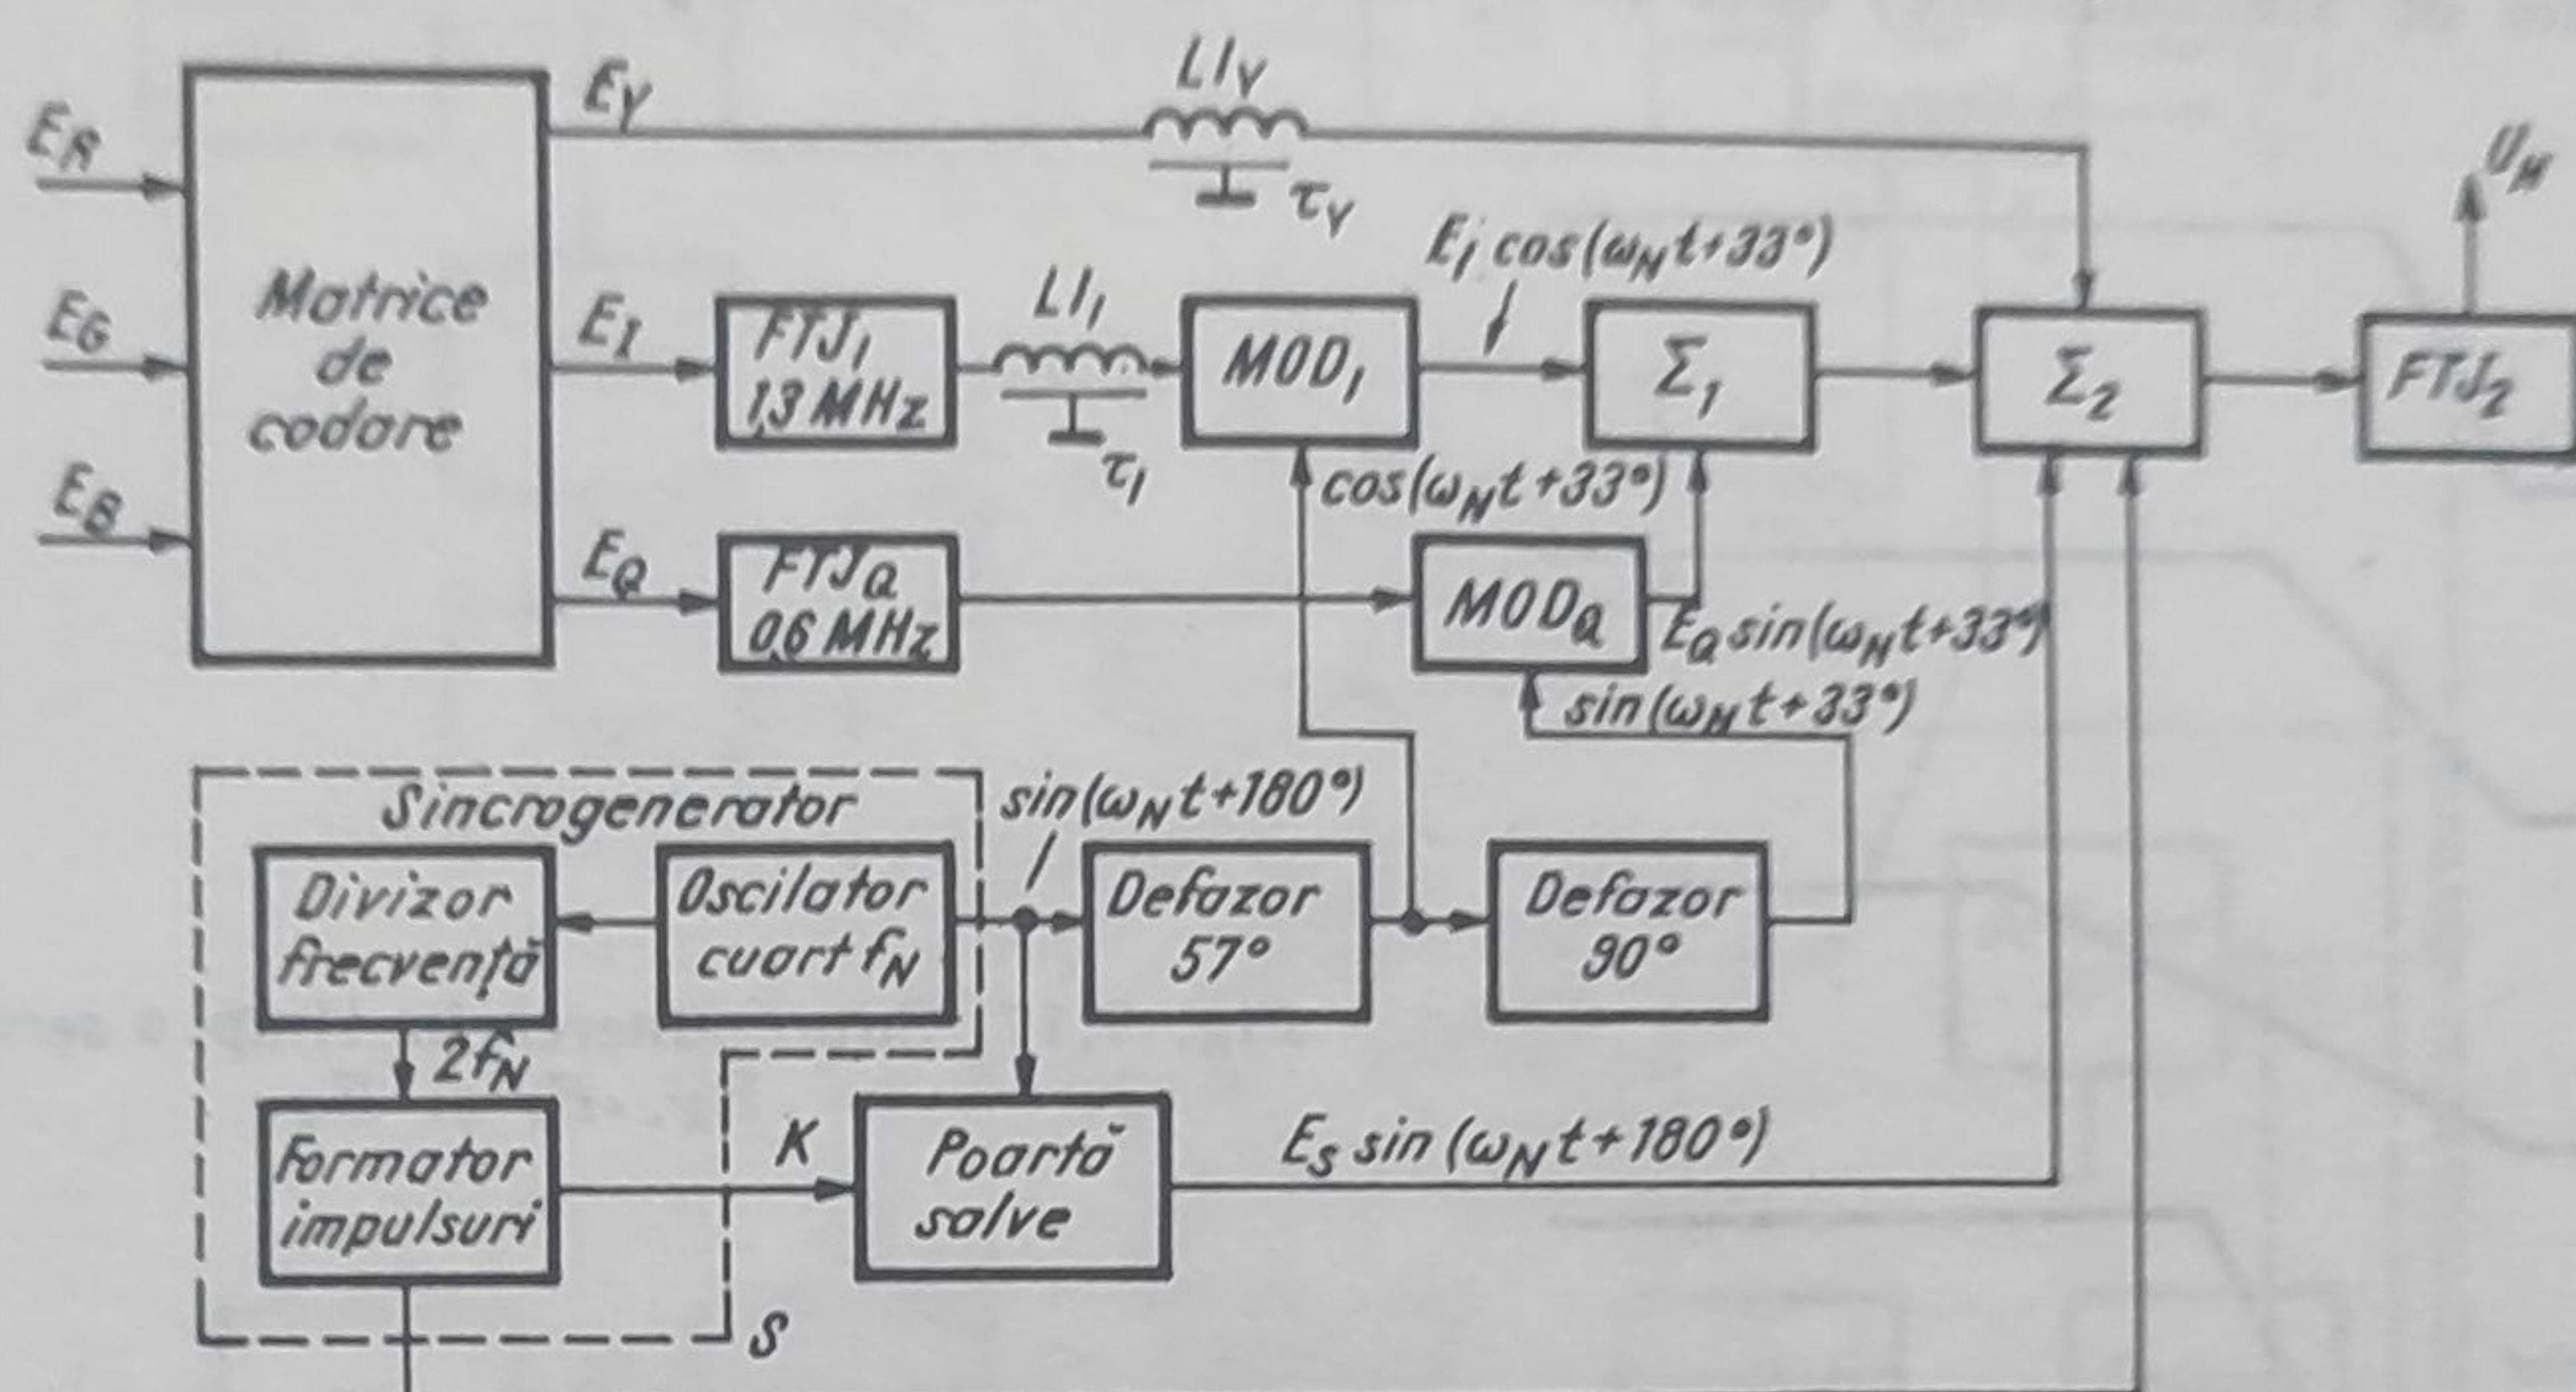 E_R
E_G
E_B
Matrice
de
codare
E_Y
LI_Y
τ_Y
E_I
FTJ_I
1,3 MHz
LI_I
τ_I
MOD_I
E_I cos(ω_N t+33°)
Σ_1
Σ_2
FTJ_2
U_M
cos(ω_N t+33°)
E_Q
FTJ_Q
0,6 MHz
MOD_Q
E_Q sin(ω_N t+33°)
sin(ω_N t+33°)
Sincrogenerator
sin(ω_N t+180°)
Divizor
frecvență
Oscilator
cuart f_N
Defazor
57°
Defazor
90°
2f_N
Formator
impulsuri
K
Poartă
salve
E_S sin (ω_N t+180°)
S